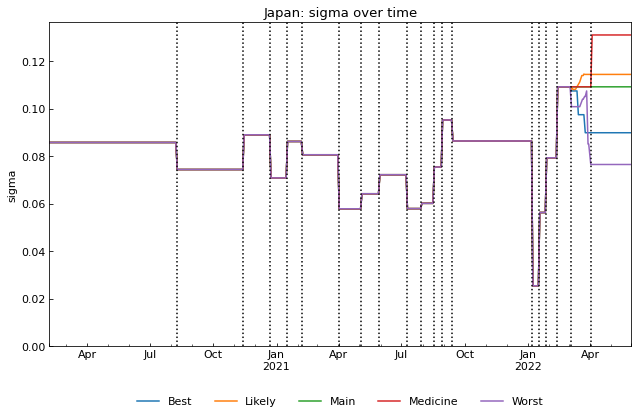 Japan: sigma over time
0.12
0.10
0.08
sigma
0.06
0.04
0.02
0.00
Apr Jul Oct Jan Apr Jul Oct Jan Apr
2021 2022
Best Likely Main Medicine Worst